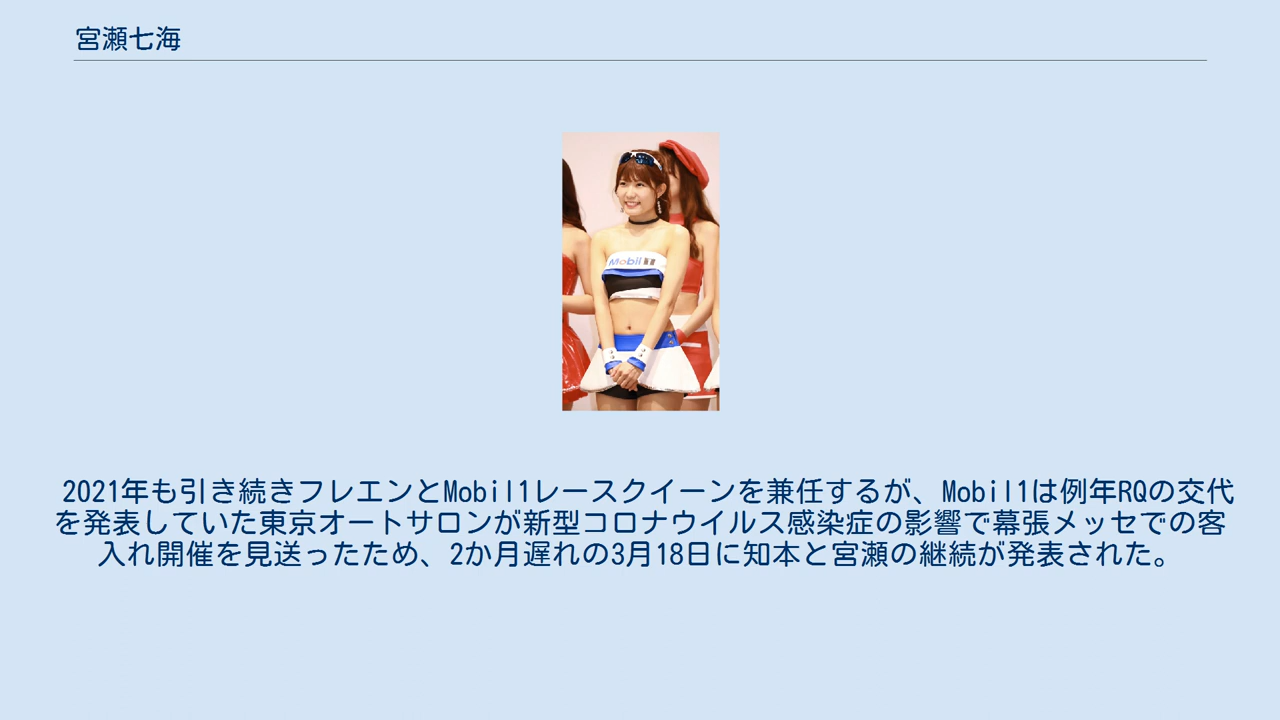 宮瀬七海
Mobil
2021年も引き続きフレエンとMobil1レースクイーンを兼任するが、Mobil1は例年RQの交代
を発表していた東京オートサロンが新型コロナウイルス感染症の影響で幕張メッセでの客
入れ開催を見送ったため、2か月遅れの3月18日に知本と宮瀬の継続が発表された。